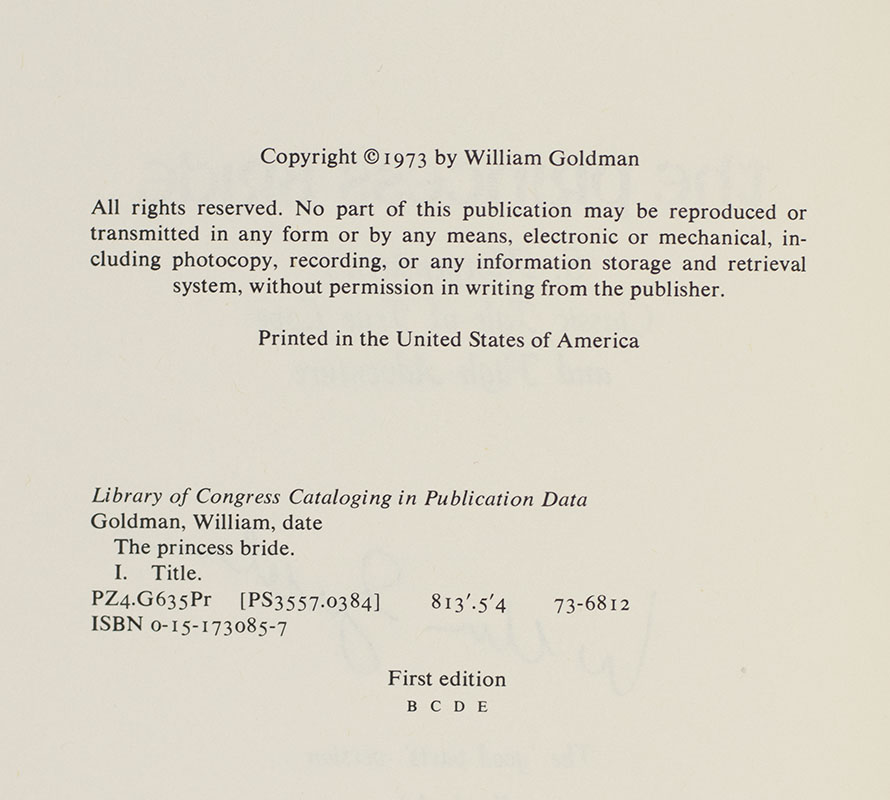 Copyright © 1973 by William Goldman
All rights reserved. No part of this publication may be reproduced or
transmitted in any form or by any means, electronic or mechanical, in-
cluding photocopy, recording, or any information storage and retrieval
system, without permission in writing from the publisher.
Printed in the United States of America
Library of Congress Cataloging in Publication Data
Goldman, William, date
The princess bride.
I. Title.
PZ4.G635Pr [PS3557.0384] 813'.5'4 73-6812
ISBN 0-15-173085-7
First edition
B C D E